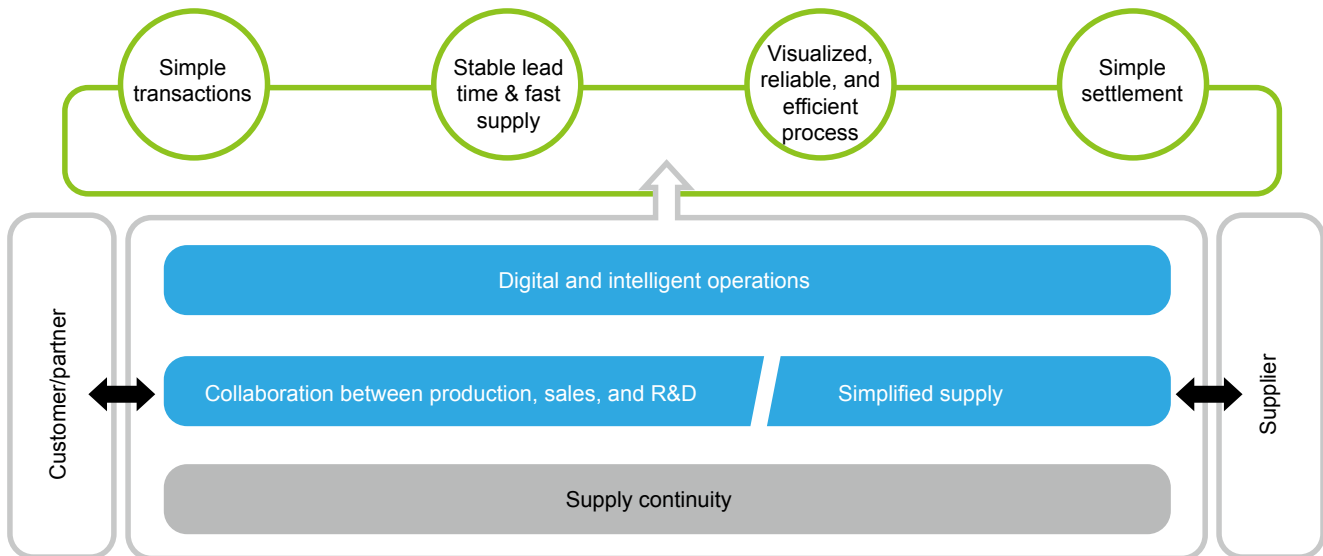 Simple
transactions
Stable lead
time & fast
supply
Visualized,
reliable, and
efficient
process
Simple
settlement
Customer/partner
Digital and intelligent operations
Collaboration between production, sales, and R&D
Simplified supply
Supply continuity
Supplier